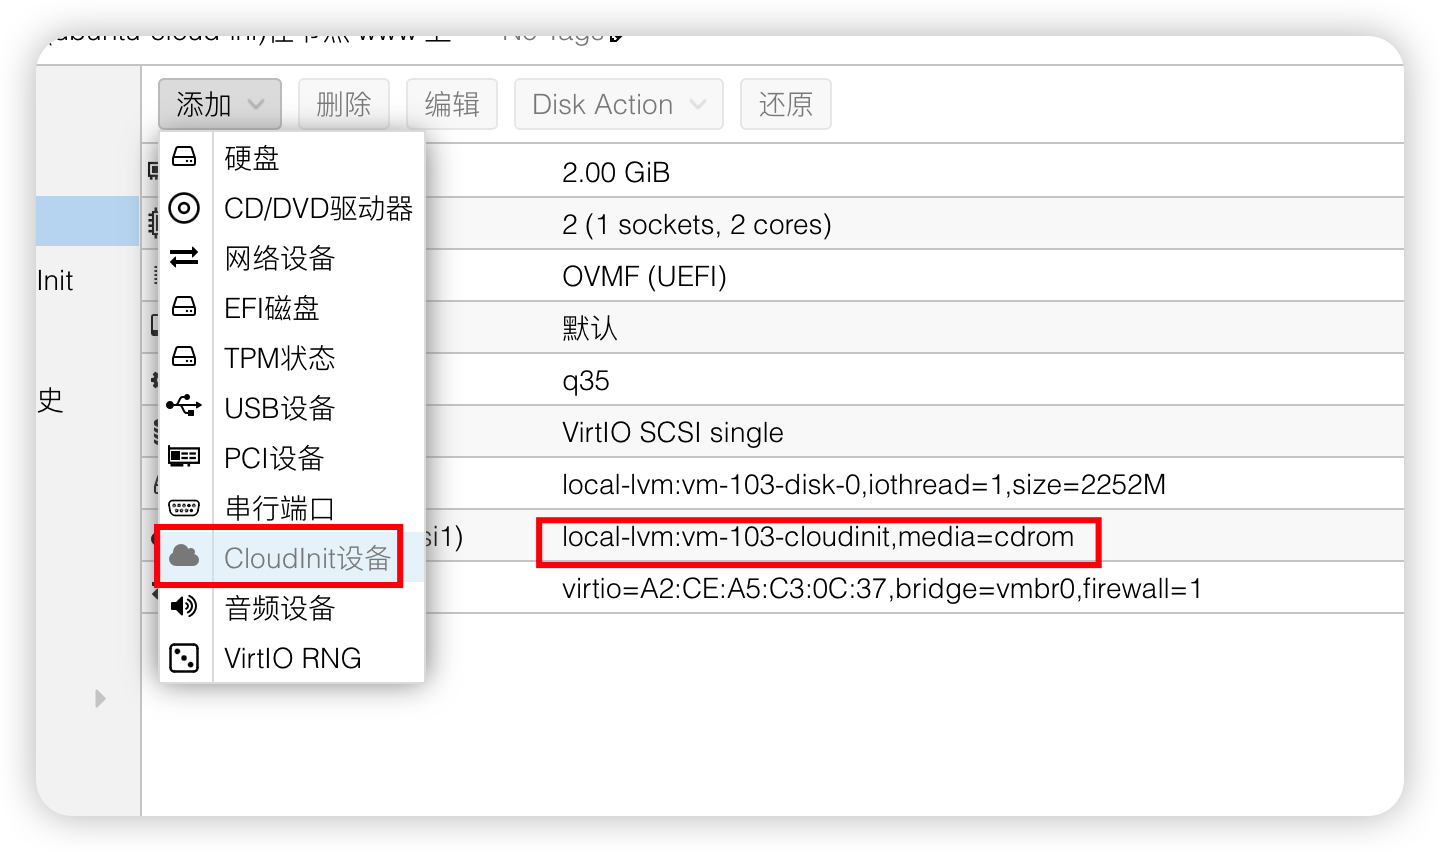 No Tags
添加
删除
编辑
Disk Action
还原
硬盘
CD/DVD驱动器
网络设备
EFI磁盘
TPM状态
USB设备
PCI设备
串行端口
CloudInit设备
音频设备
VirtIO RNG
Init
史
2.00 GiB
2 (1 sockets, 2 cores)
OVMF (UEFI)
默认
q35
VirtIO SCSI single
local-lvm:vm-103-disk-0,iothread=1,size=2252M
si1)
local-lvm:vm-103-cloudinit,media=cdrom
virtio=A2:CE:A5:C3:0C:37,bridge=vmbr0,firewall=1